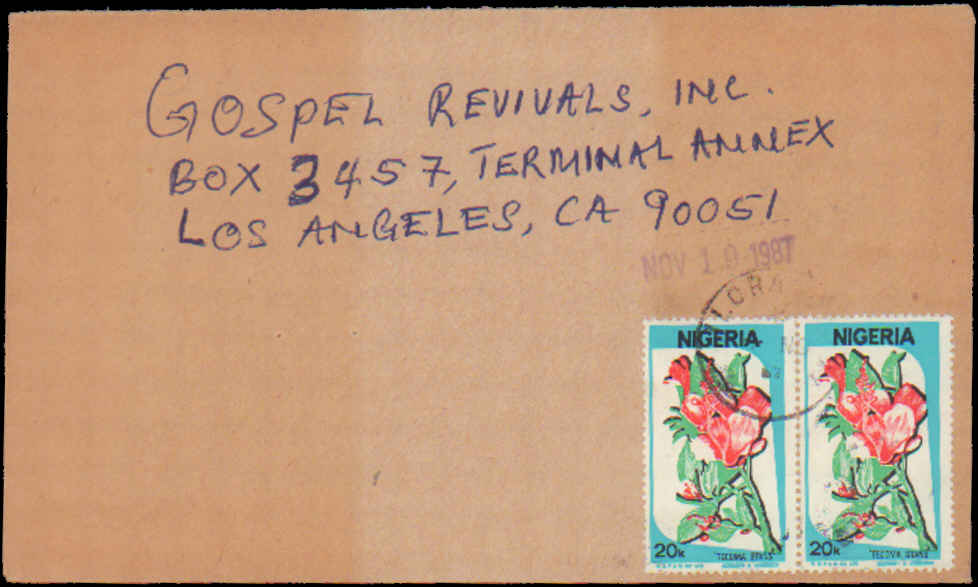 GOSPEL REVIVALS, INC.
BOX 3457, TERMINAL ANNEX
LOS ANGELES, CA 90051
NOV 10 1987
NIGERIA
NIGERIA
20k
20k